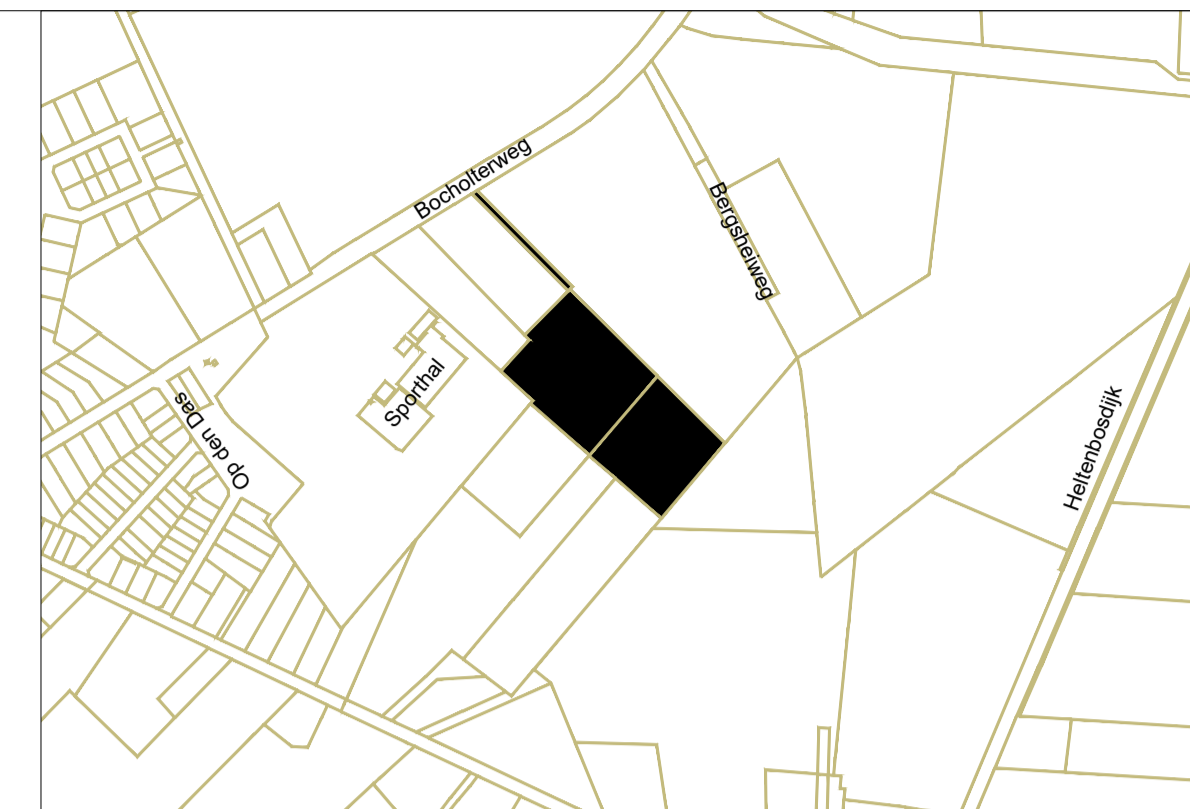 Bocholterweg
Bergsheiweg
Sporthal
Op den Das
Heltenbosdijk